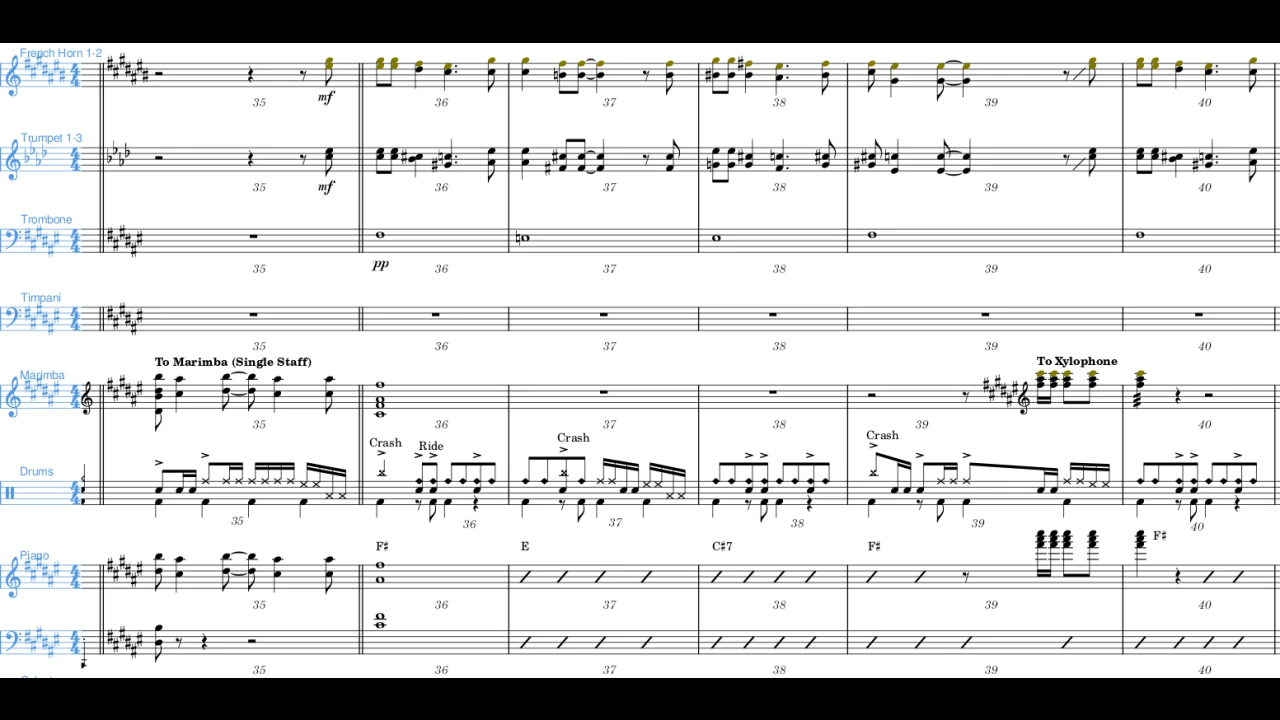 French Horn 1-2
35 mf 36 37 38 39 40
Trumpet 1-3
35 mf 36 37 38 39 40
Trombone
35 pp 36 37 38 39 40
Timpani
35 36 37 38 39 40
To Marimba (Single Staff) To Xylophone
Marimba
35 36 37 38 39 40
Crash Ride Crash Crash
Drums
35 36 37 38 39 40
F♯ E C♯7 F♯ F♯
Piano
35 36 37 38 39 40
35 36 37 38 39 40